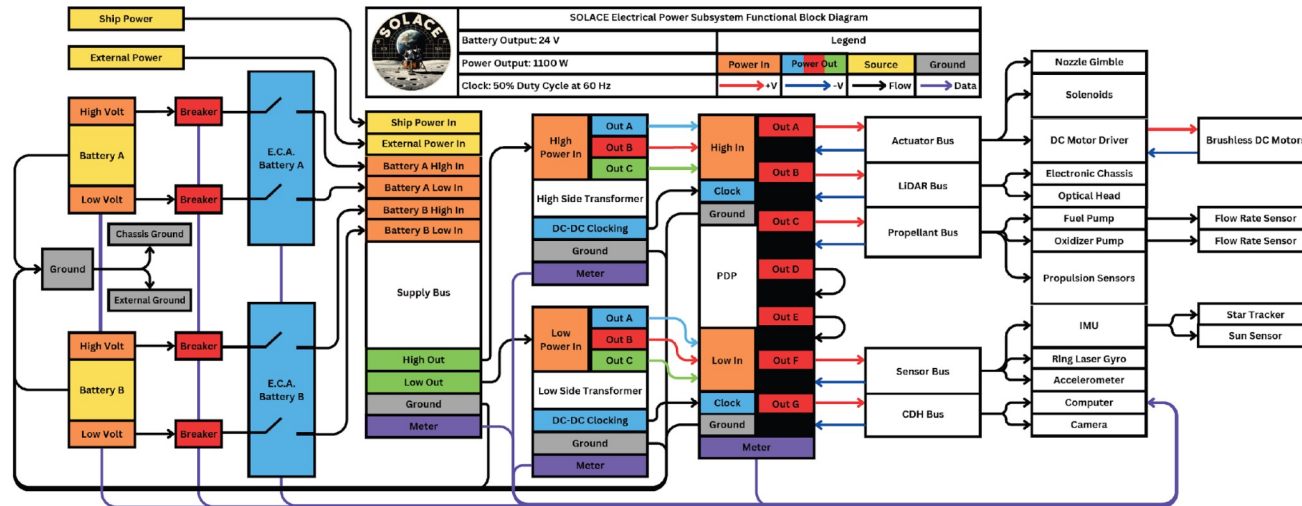 Ship Power
External Power
SOLACE
SOLACE Electrical Power Subsystem Functional Block Diagram
Battery Output: 24 V
Legend
Power Output: 1100 W
Power In
Power Out
Source
Ground
Clock: 50% Duty Cycle at 60 Hz
+V
-V
Flow
Data
High Volt
Battery A
Low Volt
Breaker
Breaker
E.C.A.
Battery A
Ground
Chassis Ground
External Ground
High Volt
Battery B
Low Volt
Breaker
Breaker
E.C.A.
Battery B
Ship Power In
External Power In
Battery A High In
Battery A Low In
Battery B High In
Battery B Low In
Supply Bus
High Out
Low Out
Ground
Meter
High
Power In
Out A
Out B
Out C
High Side Transformer
DC-DC Clocking
Ground
Meter
Low
Power In
Out A
Out B
Out C
Low Side Transformer
DC-DC Clocking
Ground
Meter
High In
Clock
Ground
PDP
Low In
Clock
Ground
Meter
Out A
Out B
Out C
Out D
Out E
Out F
Out G
Actuator Bus
LiDAR Bus
Propellant Bus
Sensor Bus
CDH Bus
Nozzle Gimble
Solenoids
DC Motor Driver
Electronic Chassis
Optical Head
Fuel Pump
Oxidizer Pump
Propulsion Sensors
IMU
Ring Laser Gyro
Accelerometer
Computer
Camera
Brushless DC Motors
Flow Rate Sensor
Flow Rate Sensor
Star Tracker
Sun Sensor